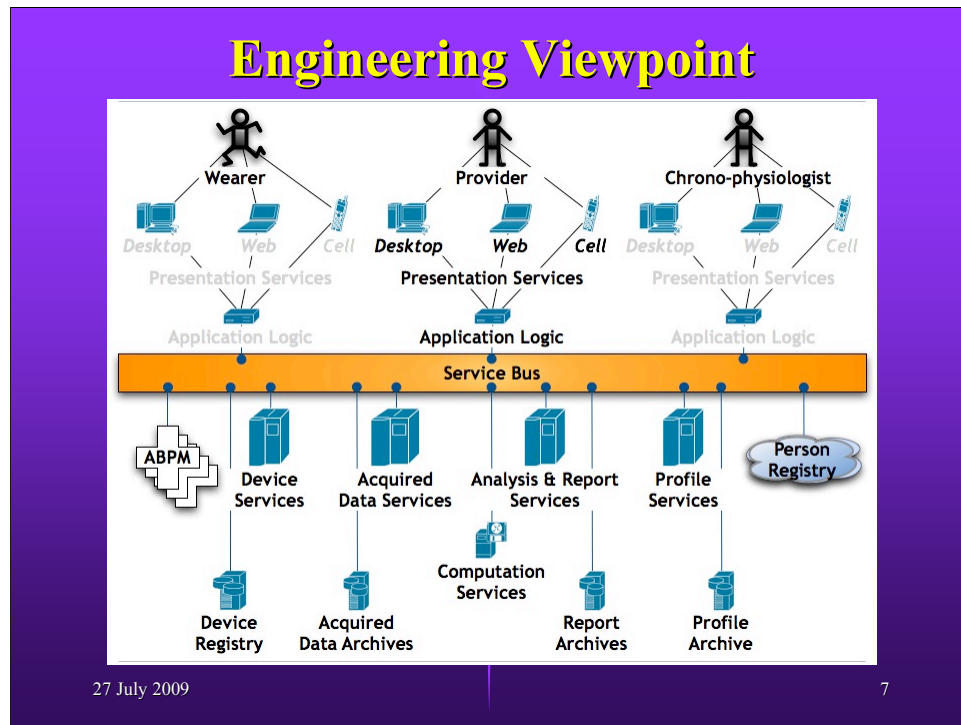 Engineering Viewpoint
Wearer
Provider
Chrono-physiologist
Desktop Web Cell
Desktop Web Cell
Desktop Web Cell
Presentation Services
Presentation Services
Presentation Services
Application Logic
Application Logic
Application Logic
Service Bus
ABPM
Device
Services
Acquired
Data Services
Analysis & Report
Services
Profile
Services
Person
Registry
Computation
Services
Device
Registry
Acquired
Data Archives
Report
Archives
Profile
Archive
27 July 2009
7